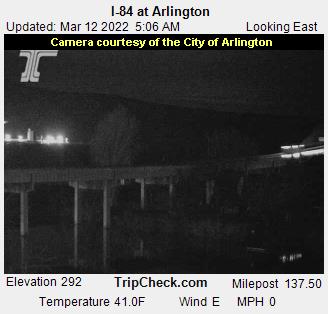 I-84 at Arlington
Updated: Mar 12 2022 5:06 AM Looking East
Camera courtesy of the City of Arlington
Elevation 292 TripCheck.com Milepost 137.50
Temperature 41.0F Wind E MPH 0